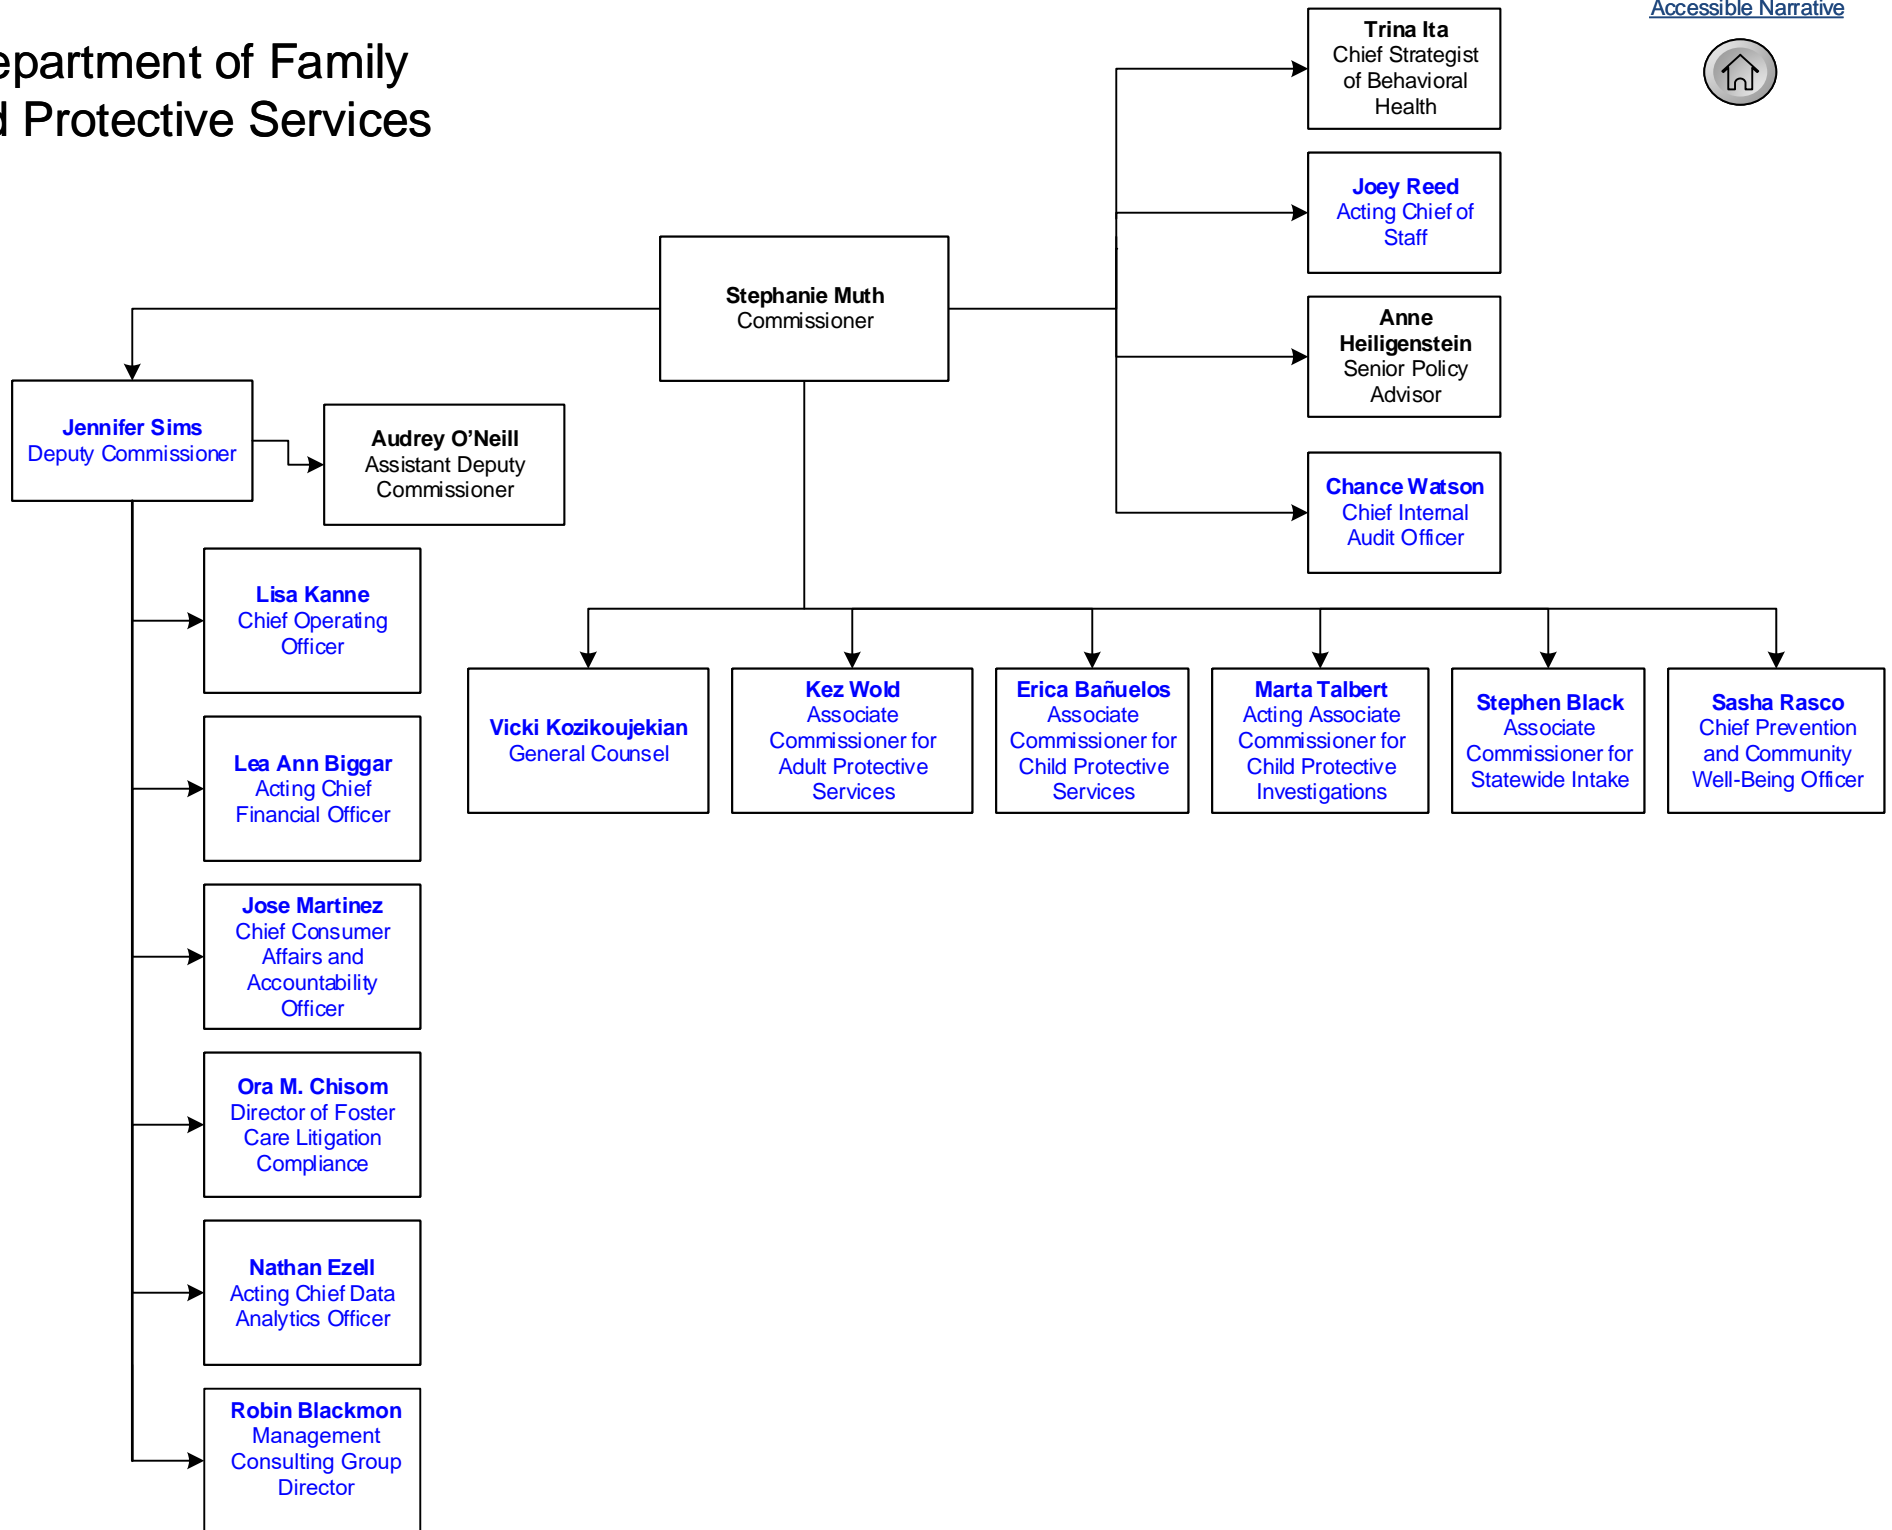 Accessible Narrative
epartment of Family
d Protective Services
Trina Ita
Chief Strategist
of Behavioral
Health
Joey Reed
Acting Chief of
Staff
Stephanie Muth
Commissioner
Anne
Heiligenstein
Senior Policy
Advisor
Jennifer Sims
Deputy Commissioner
Audrey O’Neill
Assistant Deputy
Commissioner
Chance Watson
Chief Internal
Audit Officer
Lisa Kanne
Chief Operating
Officer
Vicki Kozikoujekian
General Counsel
Kez Wold
Associate
Commissioner for
Adult Protective
Services
Erica Bañuelos
Associate
Commissioner for
Child Protective
Services
Marta Talbert
Acting Associate
Commissioner for
Child Protective
Investigations
Stephen Black
Associate
Commissioner for
Statewide Intake
Sasha Rasco
Chief Prevention
and Community
Well-Being Officer
Lea Ann Biggar
Acting Chief
Financial Officer
Jose Martinez
Chief Consumer
Affairs and
Accountability
Officer
Ora M. Chisom
Director of Foster
Care Litigation
Compliance
Nathan Ezell
Acting Chief Data
Analytics Officer
Robin Blackmon
Management
Consulting Group
Director